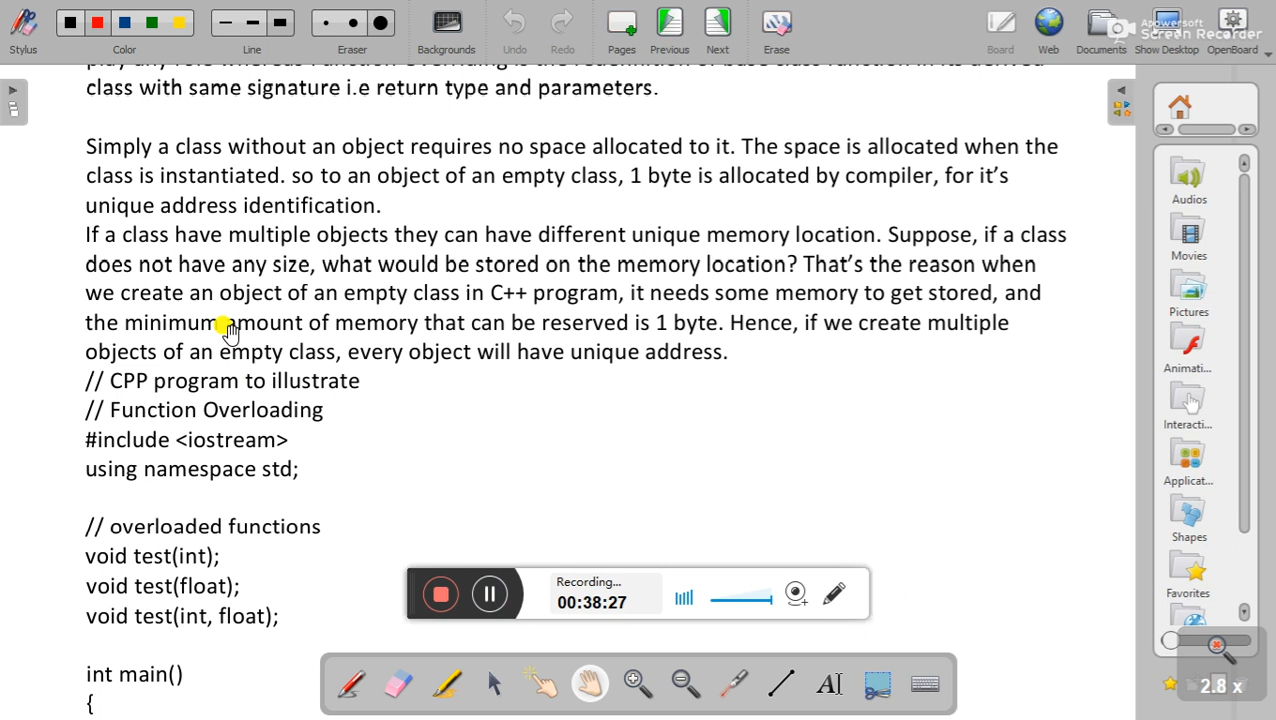 Stylus Color Line Eraser Backgrounds Undo Redo Pages Previous Next Erase Board Web Documents Show Desktop OpenBoard
Apowersoft
Screen Recorder
class with same signature i.e return type and parameters.
Simply a class without an object requires no space allocated to it. The space is allocated when the
class is instantiated. so to an object of an empty class, 1 byte is allocated by compiler, for it's
unique address identification.
If a class have multiple objects they can have different unique memory location. Suppose, if a class
does not have any size, what would be stored on the memory location? That's the reason when
we create an object of an empty class in C++ program, it needs some memory to get stored, and
the minimum amount of memory that can be reserved is 1 byte. Hence, if we create multiple
objects of an empty class, every object will have unique address.
// CPP program to illustrate
// Function Overloading
#include <iostream>
using namespace std;
// overloaded functions
void test(int);
void test(float);
void test(int, float);
int main()
{
Recording...
00:38:27
Audios
Movies
Pictures
Animati...
Interacti...
Applicat...
Shapes
Favorites
2.8 x